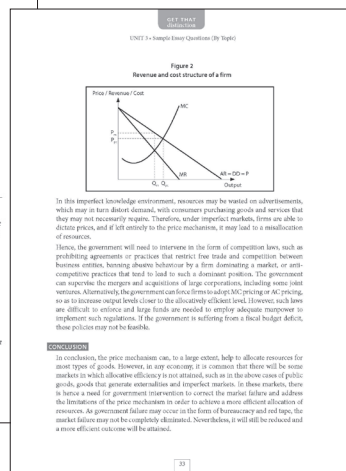 GET THAT
distinction
UNIT 3 • Sample Essay Questions (By Topic)
Figure 2
Revenue and cost structure of a firm
Price / Revenue / Cost
MC
MR
AR = DD = P
Output
In this imperfect knowledge environment, resources may be wasted on advertisements,
which may in turn distort demand, with consumers purchasing goods and services that
they may not necessarily require. Therefore, under imperfect markets, firms are able to
dictate prices, and if left entirely to the price mechanism, it may lead to a misallocation
of resources.
Hence, the government will need to intervene in the form of competition laws, such as
prohibiting agreements or practices that restrict free trade and competition between
business entities, banning abusive behaviour by a firm dominating a market, or anti-
competitive practices that tend to lead to such a dominant position. The government
can supervise the mergers and acquisitions of large corporations, including some joint
ventures. Alternatively, the government can force firms to adopt MC pricing or AC pricing,
so as to increase output levels closer to the allocatively efficient level. However, such laws
are difficult to enforce and large funds are needed to employ adequate manpower to
implement such regulations. If the government is suffering from a fiscal budget deficit,
these policies may not be feasible.
CONCLUSION
In conclusion, the price mechanism can, to a large extent, help to allocate resources for
most types of goods. However, in any economy, it is common that there will be some
markets in which allocative efficiency is not attained, such as in the above cases of public
goods, goods that generate externalities and imperfect markets. In these markets, there
is hence a need for government intervention to correct the market failure and address
the limitations of the price mechanism in order to achieve a more efficient allocation of
resources. As government failure may occur in the form of bureaucracy and red tape, the
market failure may not be completely eliminated. Nevertheless, it will still be reduced and
a more efficient outcome will be attained.
33